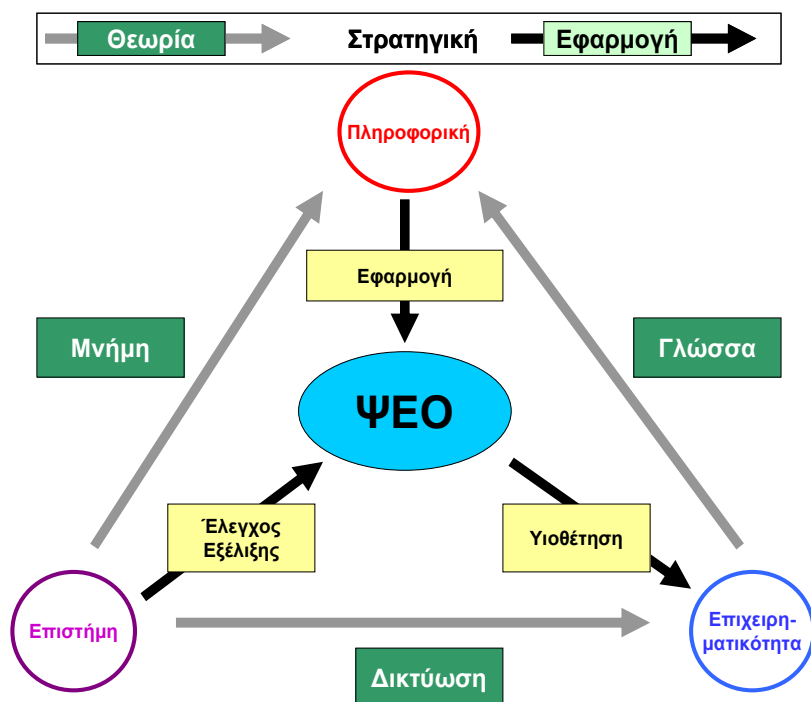 Θεωρία Στρατηγική Εφαρμογή
Πληροφορική
Εφαρμογή
Μνήμη
Γλώσσα
ΨΕΟ
Έλεγχος
Εξέλιξης
Υιοθέτηση
Επιστήμη
Επιχειρη-
ματικότητα
Δικτύωση